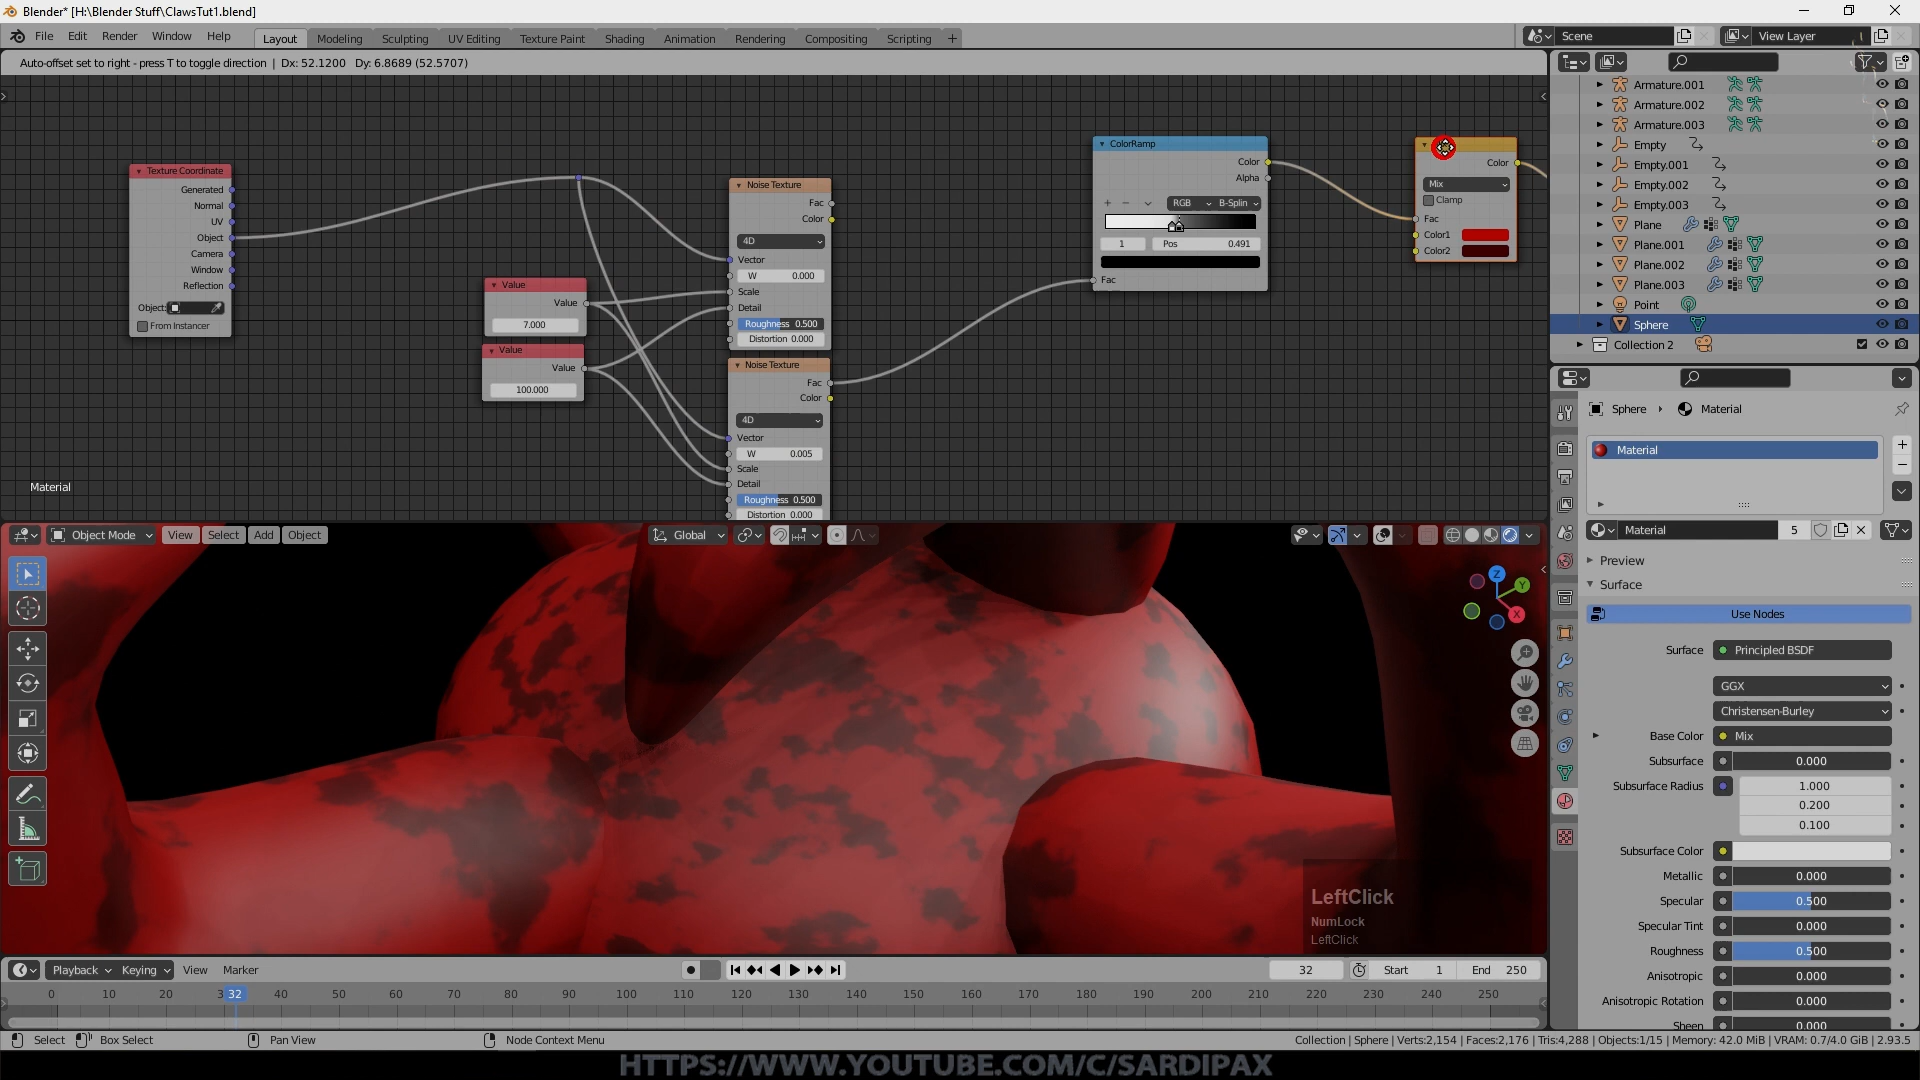 Blender* [H:\Blender Stuff\ClawsTut1.blend]
File Edit Render Window Help Layout Modeling Sculpting UV Editing Texture Paint Shading Animation Rendering Compositing Scripting + Scene View Layer
Auto-offset set to right - press T to toggle direction | Dx: 52.1200 Dy: 6.8689 (52.5707)
Texture Coordinate
Generated
Normal
UV
Object
Camera
Window
Reflection
Object:
From Instancer
Value
Value
7.000
Value
Value
100.000
Noise Texture
Fac
Color
4D
Vector
W 0.000
Scale
Detail
Roughness 0.500
Distortion 0.000
Noise Texture
Fac
Color
4D
Vector
W 0.005
Scale
Detail
Roughness 0.500
Distortion 0.000
ColorRamp
Color
Alpha
+ − RGB B-Splin
1 Pos 0.491
Fac
Color
Mix
Clamp
Fac
Color1
Color2
Material
Armature.001
Armature.002
Armature.003
Empty
Empty.001
Empty.002
Empty.003
Plane
Plane.001
Plane.002
Plane.003
Point
Sphere
Collection 2
Sphere Material
Material
Material 5
Preview
Surface
Use Nodes
Surface Principled BSDF
GGX
Christensen-Burley
Base Color Mix
Subsurface 0.000
Subsurface Radius 1.000
0.200
0.100
Subsurface Color
Metallic 0.000
Specular 0.500
Specular Tint 0.000
Roughness 0.500
Anisotropic 0.000
Anisotropic Rotation 0.000
Sheen 0.000
Object Mode View Select Add Object Global
Z
Y
X
LeftClick
NumLock
LeftClick
Playback Keying View Marker 32 Start 1 End 250
0 10 20 3 32 40 50 60 70 80 90 100 110 120 130 140 150 160 170 180 190 200 210 220 230 240 250
Select Box Select Pan View Node Context Menu Collection | Sphere | Verts:2,154 | Faces:2,176 | Tris:4,288 | Objects:1/15 | Memory: 42.0 MiB | VRAM: 0.7/4.0 GiB | 2.93.5
HTTPS://WWW.YOUTUBE.COM/C/SARDIPAX